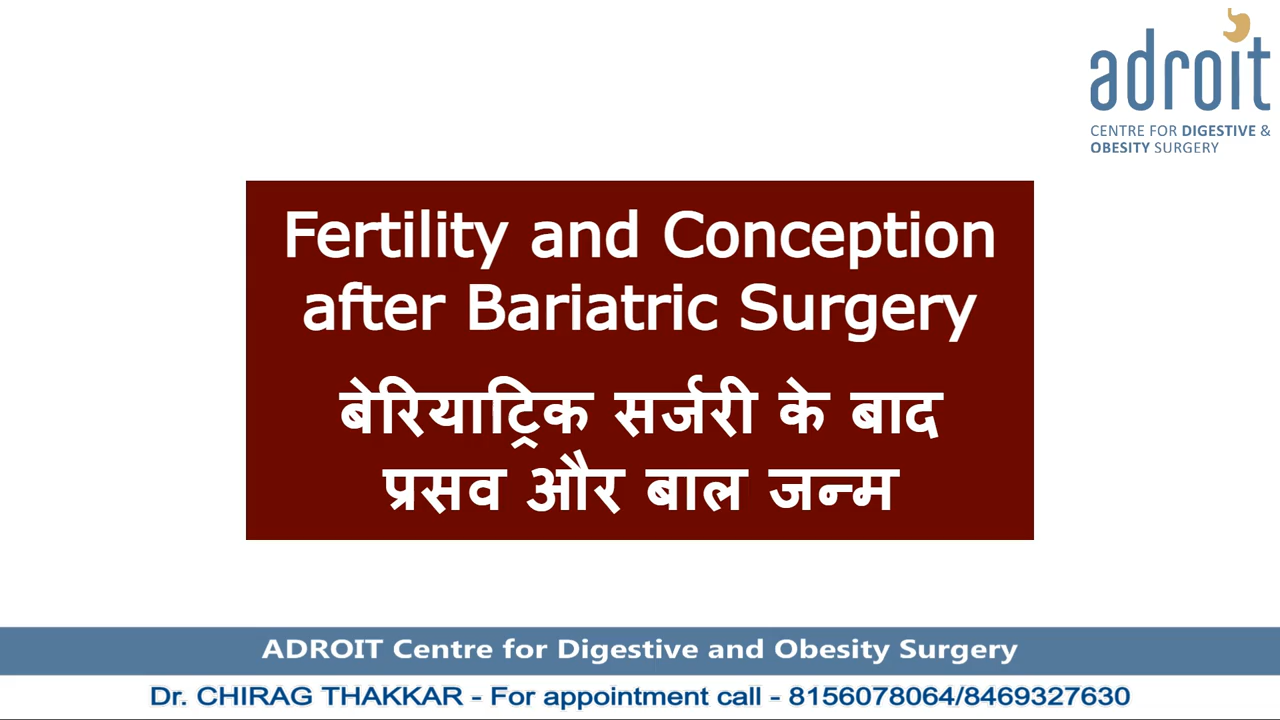 adroit
CENTRE FOR DIGESTIVE &
OBESITY SURGERY
Fertility and Conception
after Bariatric Surgery
बेरियाट्रिक सर्जरी के बाद
प्रसव और बाल जन्म
ADROIT Centre for Digestive and Obesity Surgery
Dr. CHIRAG THAKKAR - For appointment call - 8156078064/8469327630